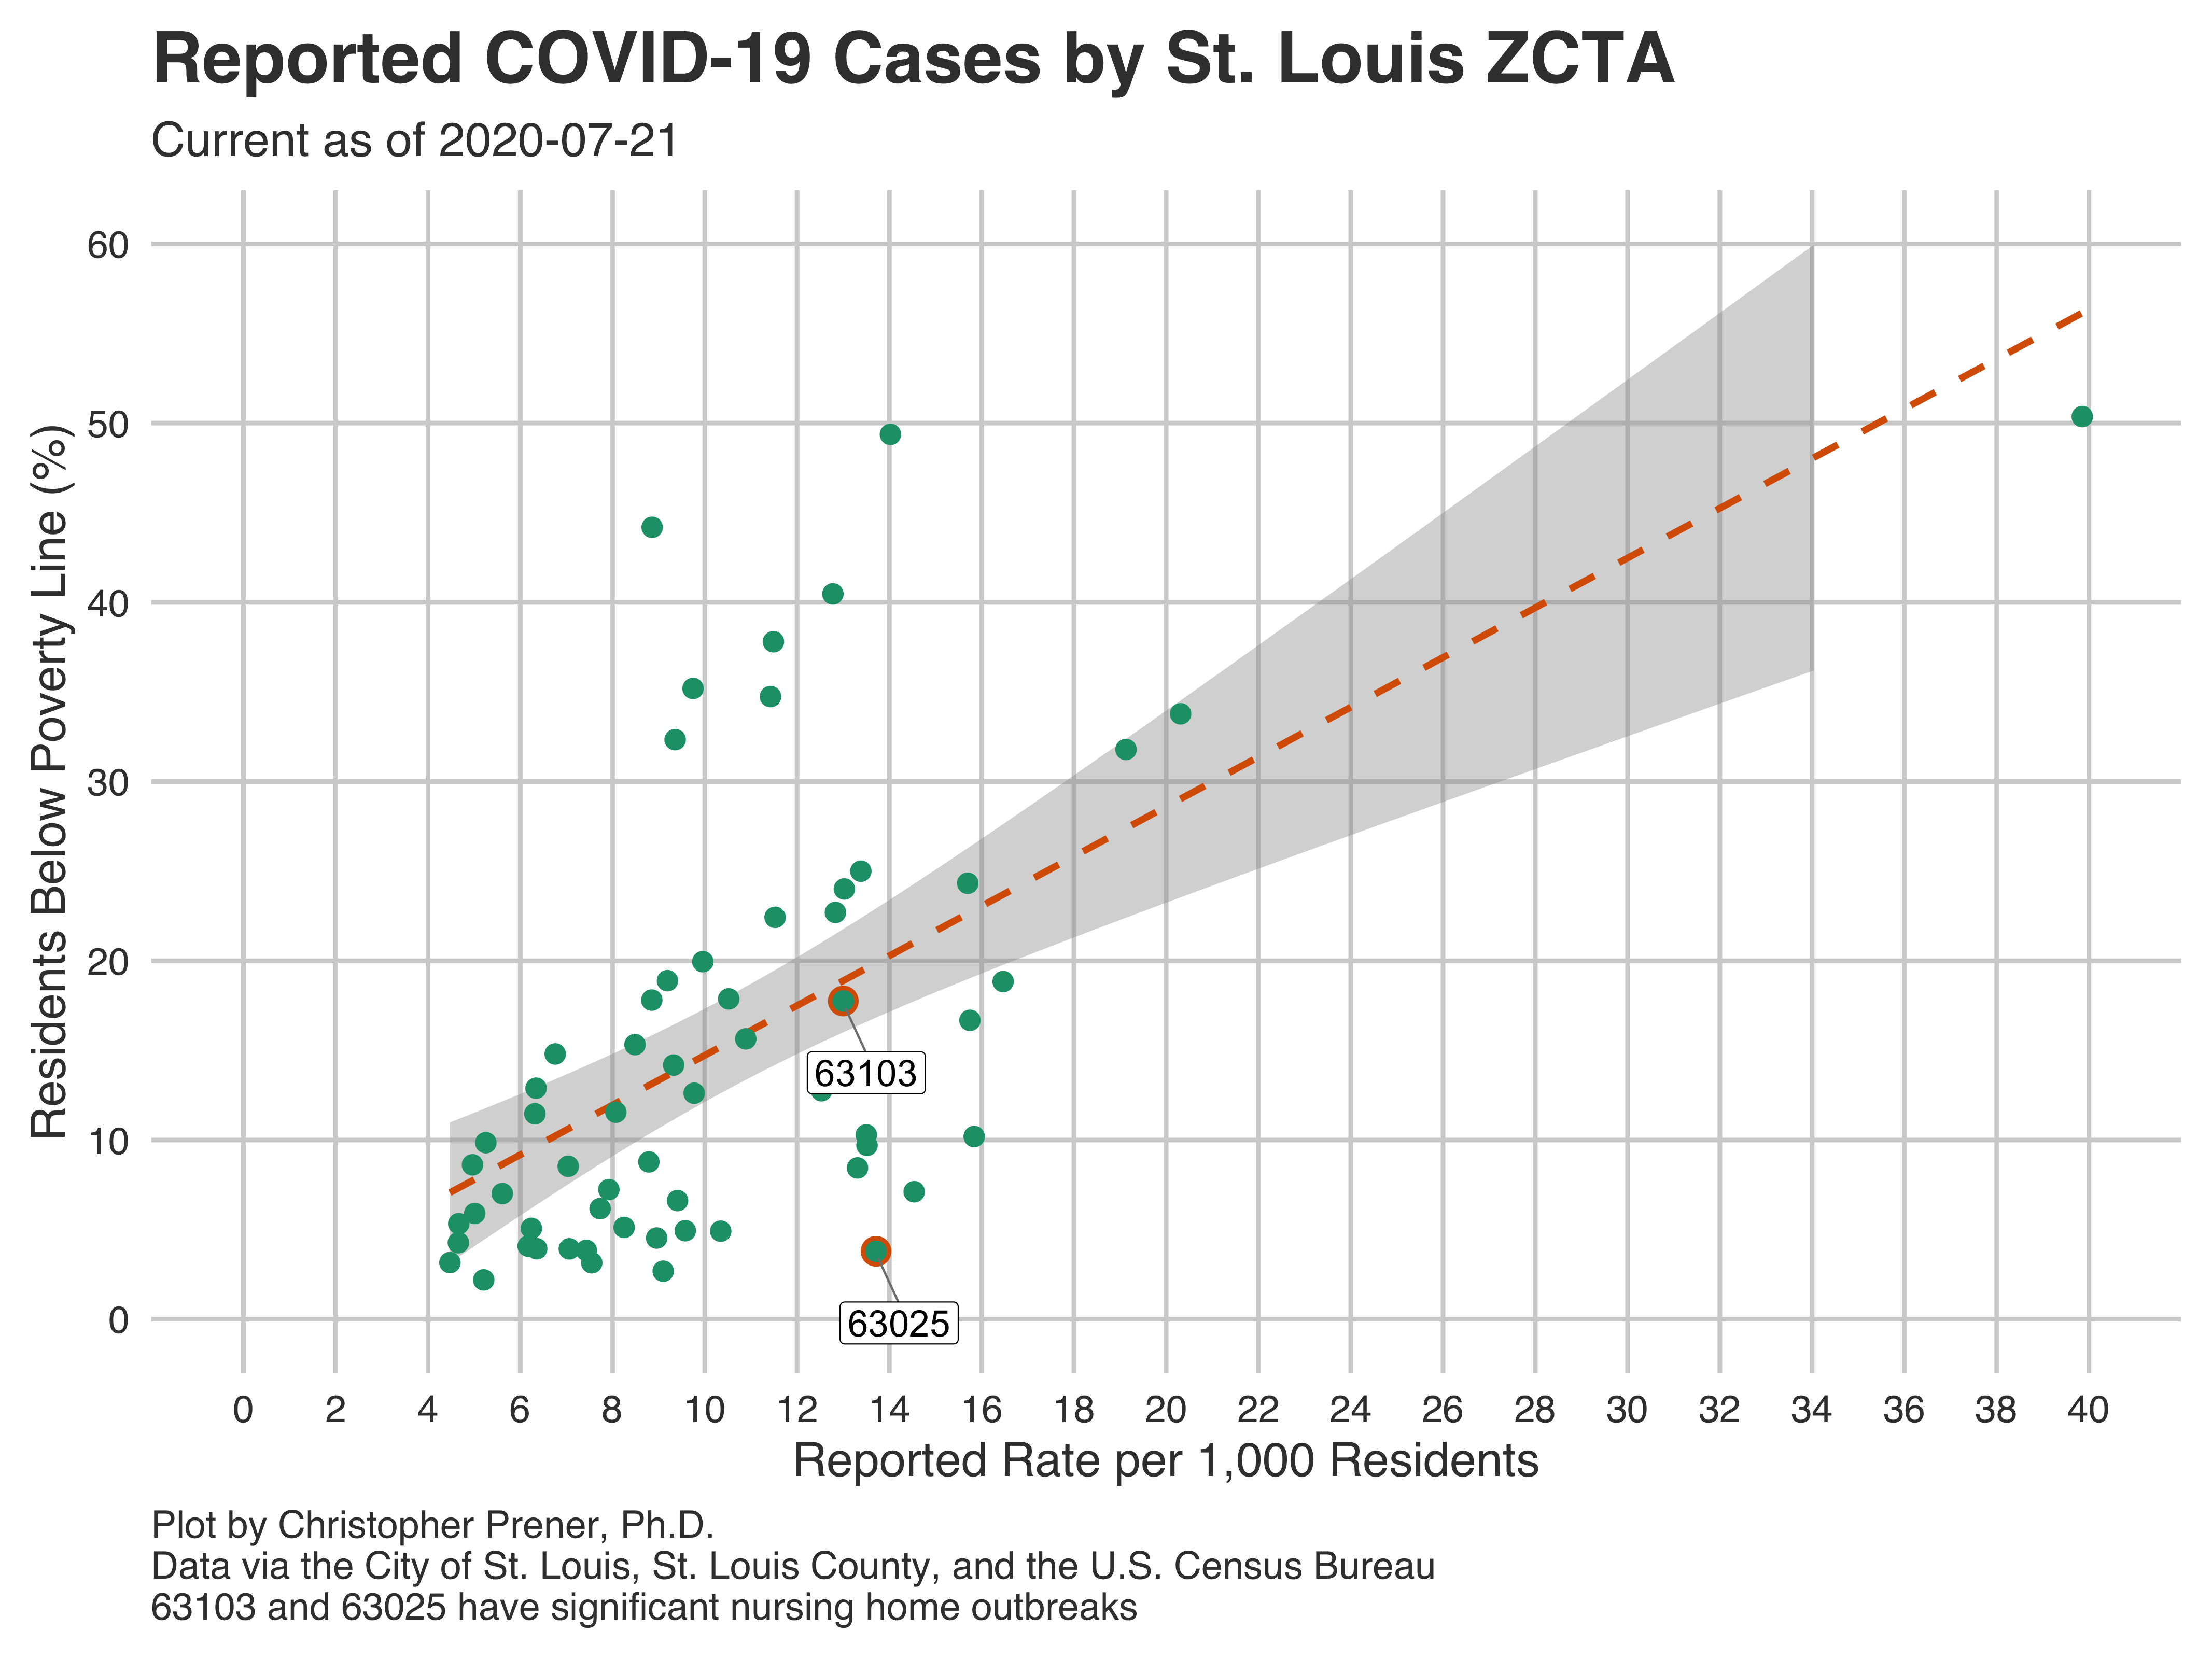 Reported COVID-19 Cases by St. Louis ZCTA
Current as of 2020-07-21
Residents Below Poverty Line (%)
60
50
40
30
20
10
0
63103
63025
0 2 4 6 8 10 12 14 16 18 20 22 24 26 28 30 32 34 36 38 40
Reported Rate per 1,000 Residents
Plot by Christopher Prener, Ph.D.
Data via the City of St. Louis, St. Louis County, and the U.S. Census Bureau
63103 and 63025 have significant nursing home outbreaks